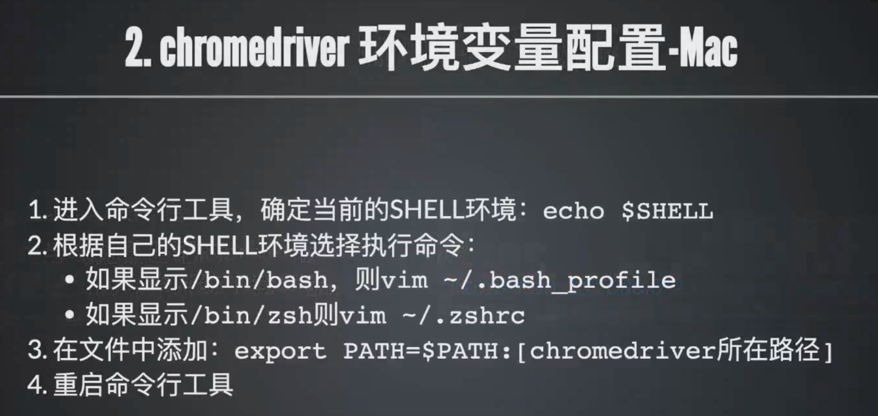 2. chromedriver 环境变量配置-Mac
1. 进入命令行工具，确定当前的SHELL环境：echo $SHELL
2. 根据自己的SHELL环境选择执行命令：
• 如果显示/bin/bash，则vim ~/.bash_profile
• 如果显示/bin/zsh则vim ~/.zshrc
3. 在文件中添加：export PATH=$PATH:[chromedriver所在路径]
4. 重启命令行工具